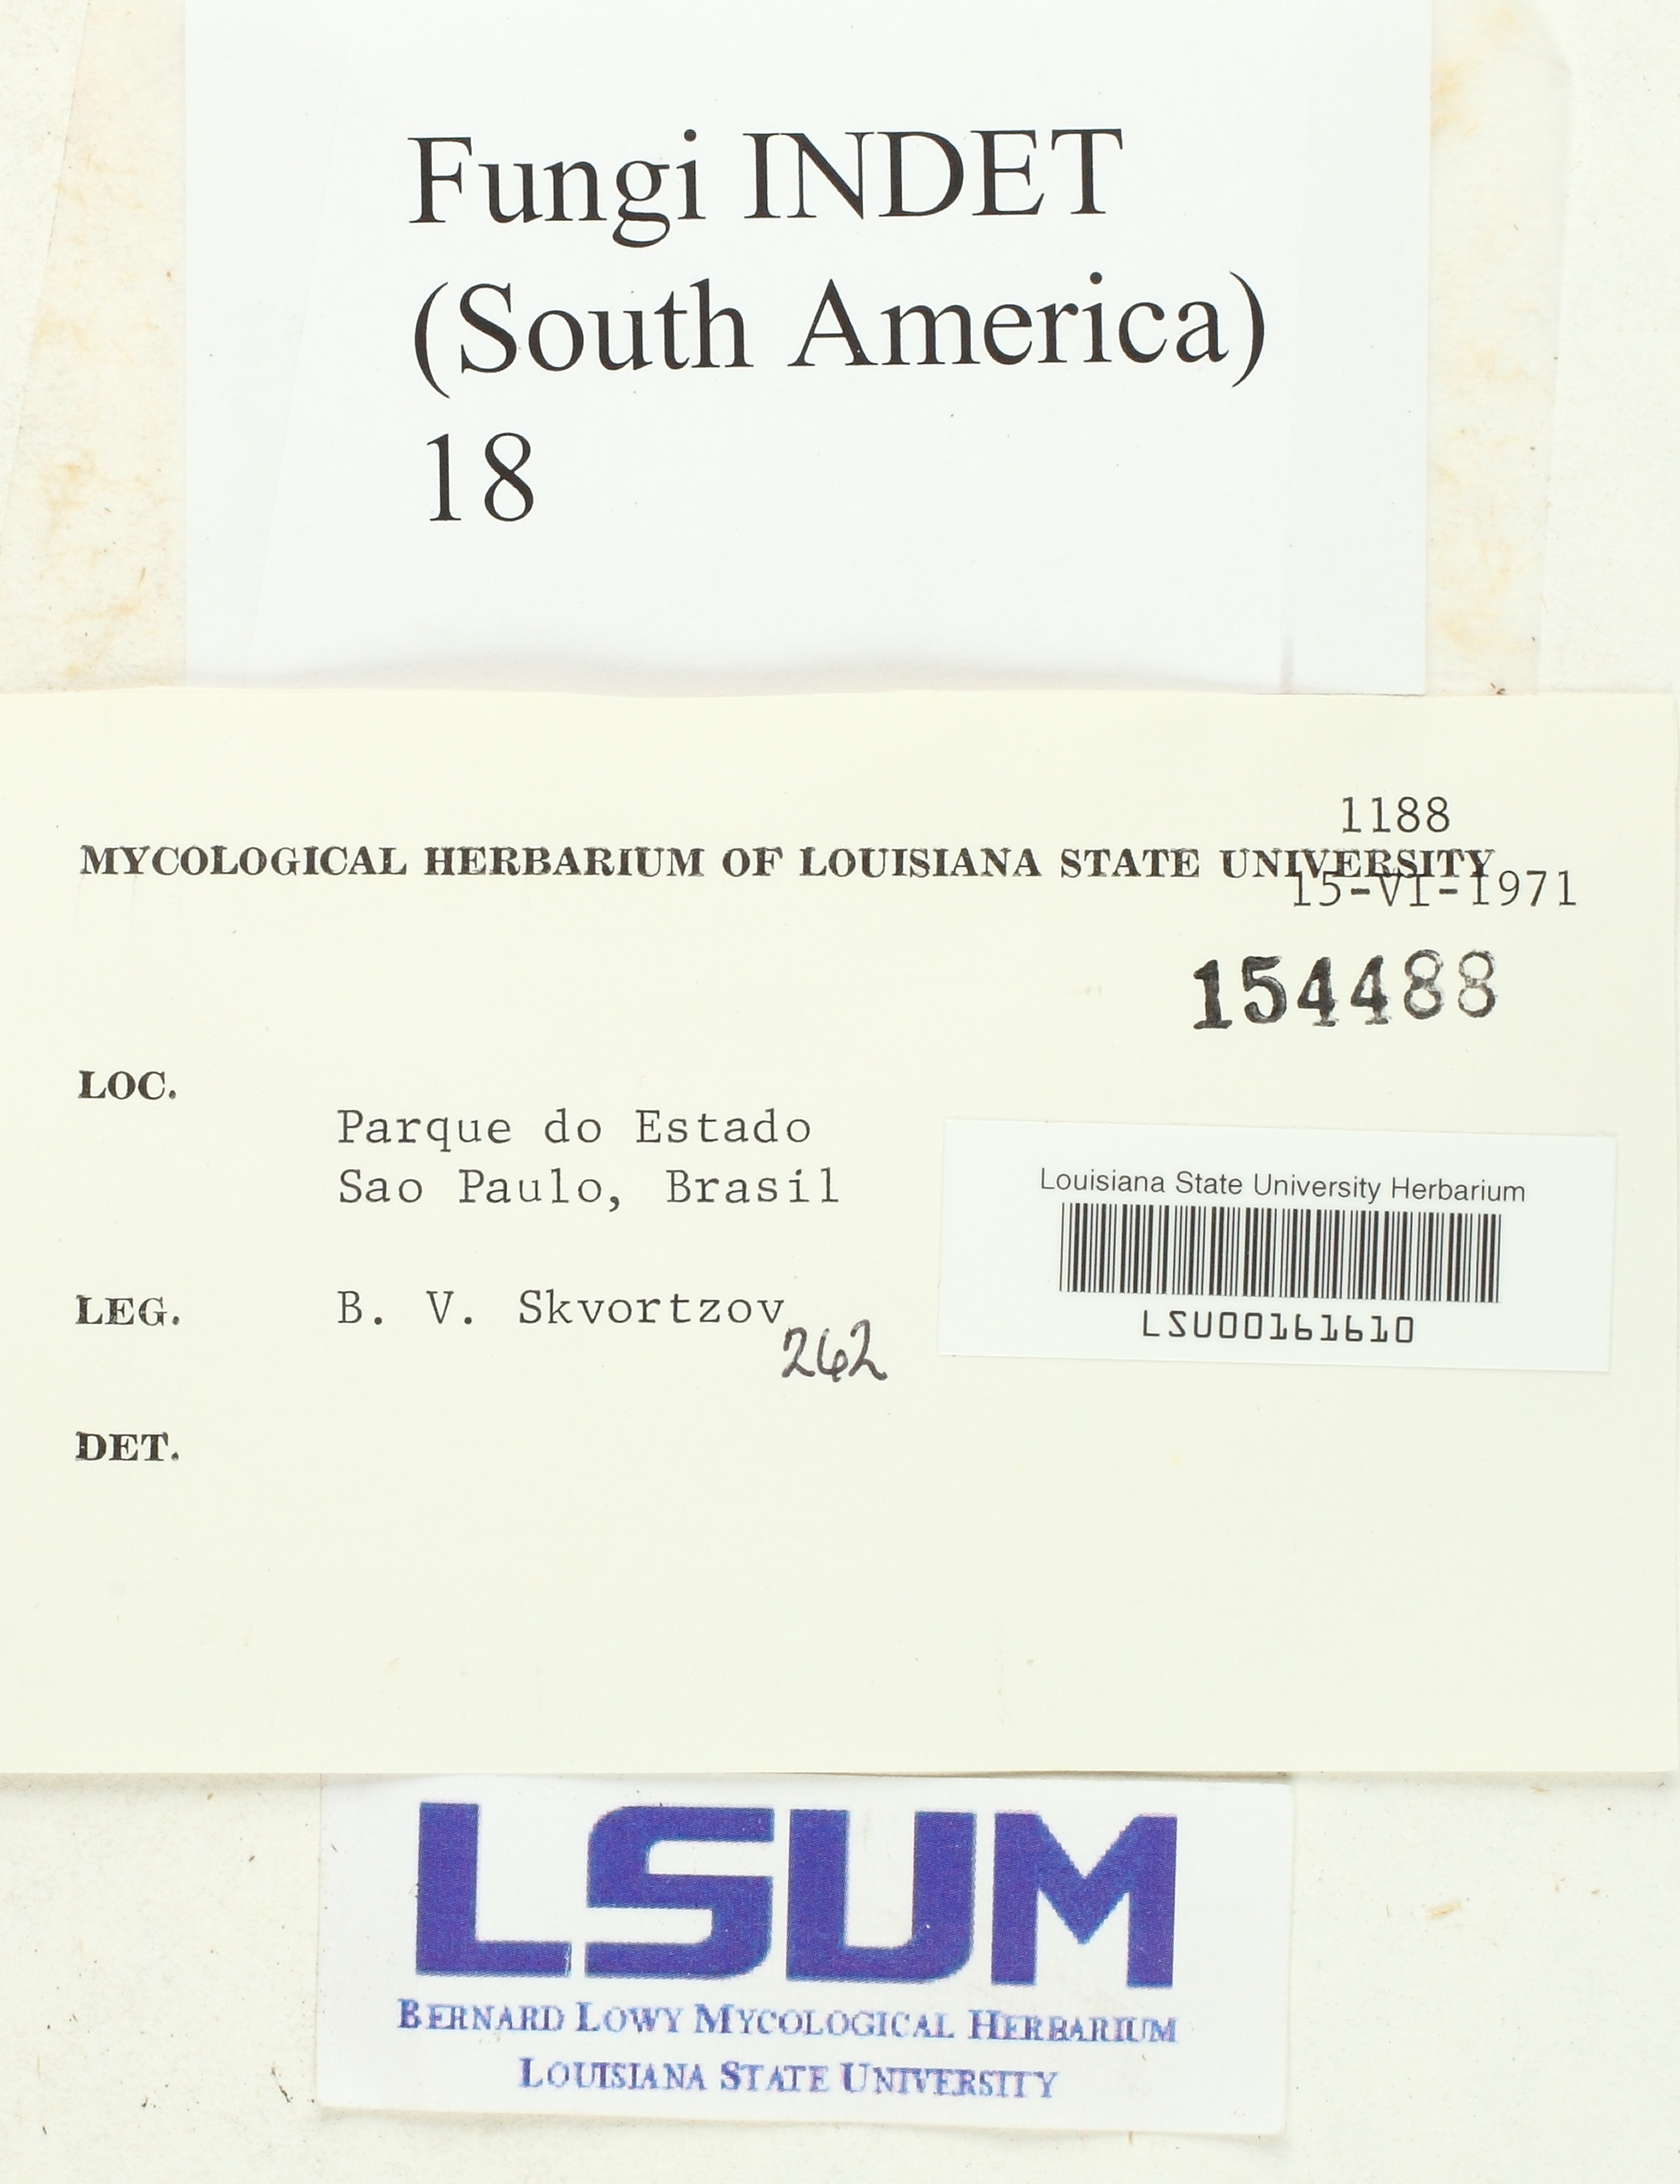 Fungi INDET
(South America)
18
1188
MYCOLOGICAL HERBARIUM OF LOUISIANA STATE UNIVERSITY
15-VI-1971
154488
LOC.
Parque do Estado
Sao Paulo, Brasil
Louisiana State University Herbarium
LSU00161610
LEG. B. V. Skvortzov
262
DET.
LSUM
BERNARD LOWY MYCOLOGICAL HERBARIUM
LOUISIANA STATE UNIVERSITY